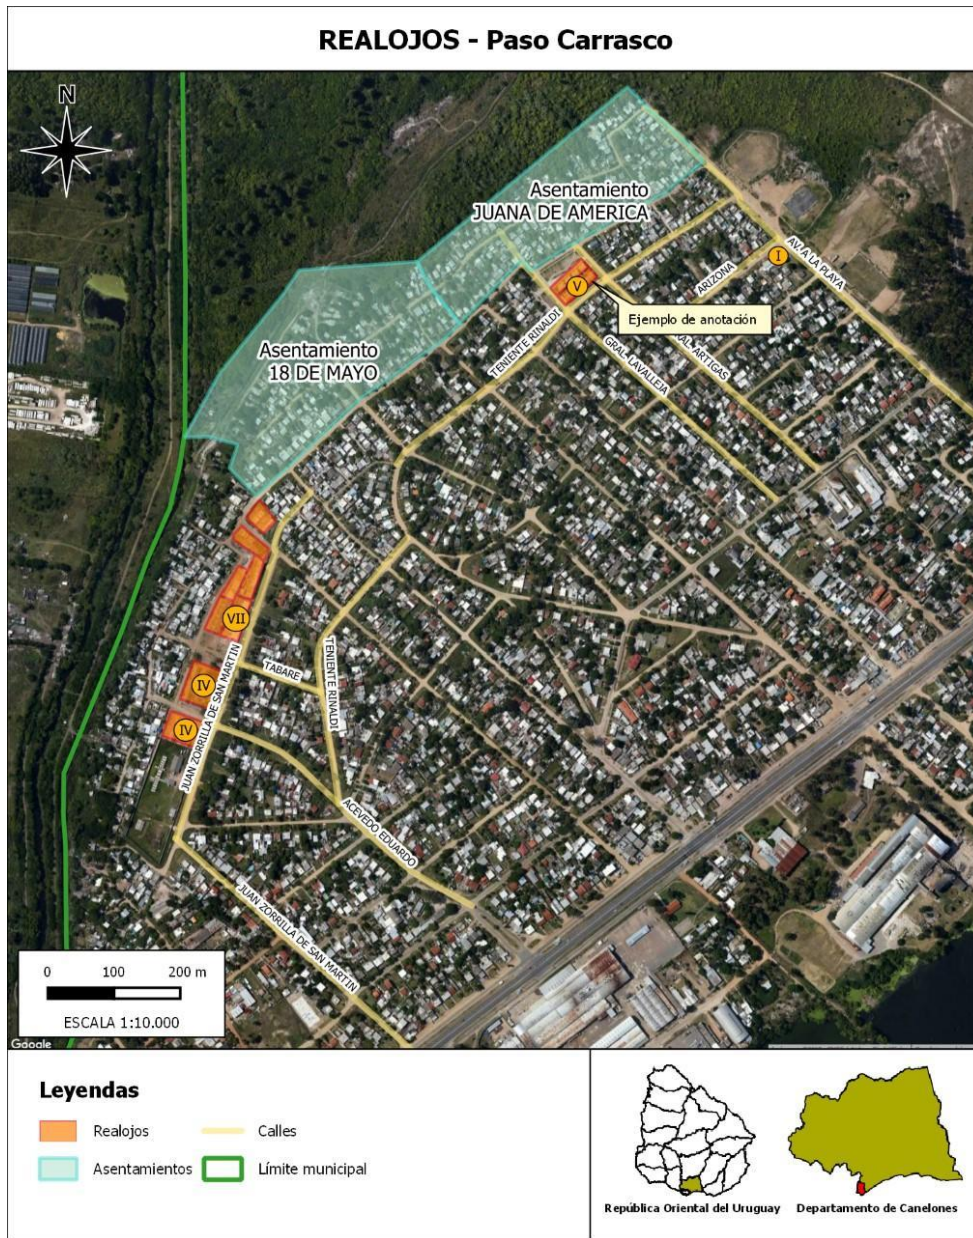 REALOJOS - Paso Carrasco
N
Asentamiento
JUANA DE AMERICA
AV. A LA PLAYA
I
ARIZONA
V
Ejemplo de anotación
TENIENTE RINALDI
AL ARTIGAS
GRAL LAVALLEJA
Asentamiento
18 DE MAYO
VII
TABARE
TENIENTE RINALDI
IV
IV
JUAN ZORRILLA DE SAN MARTIN
ACEVEDO EDUARDO
JUAN ZORRILLA DE SAN MARTIN
0 100 200 m
ESCALA 1:10.000
Google
Leyendas
Realojos
Calles
Asentamientos
Límite municipal
República Oriental del Uruguay
Departamento de Canelones